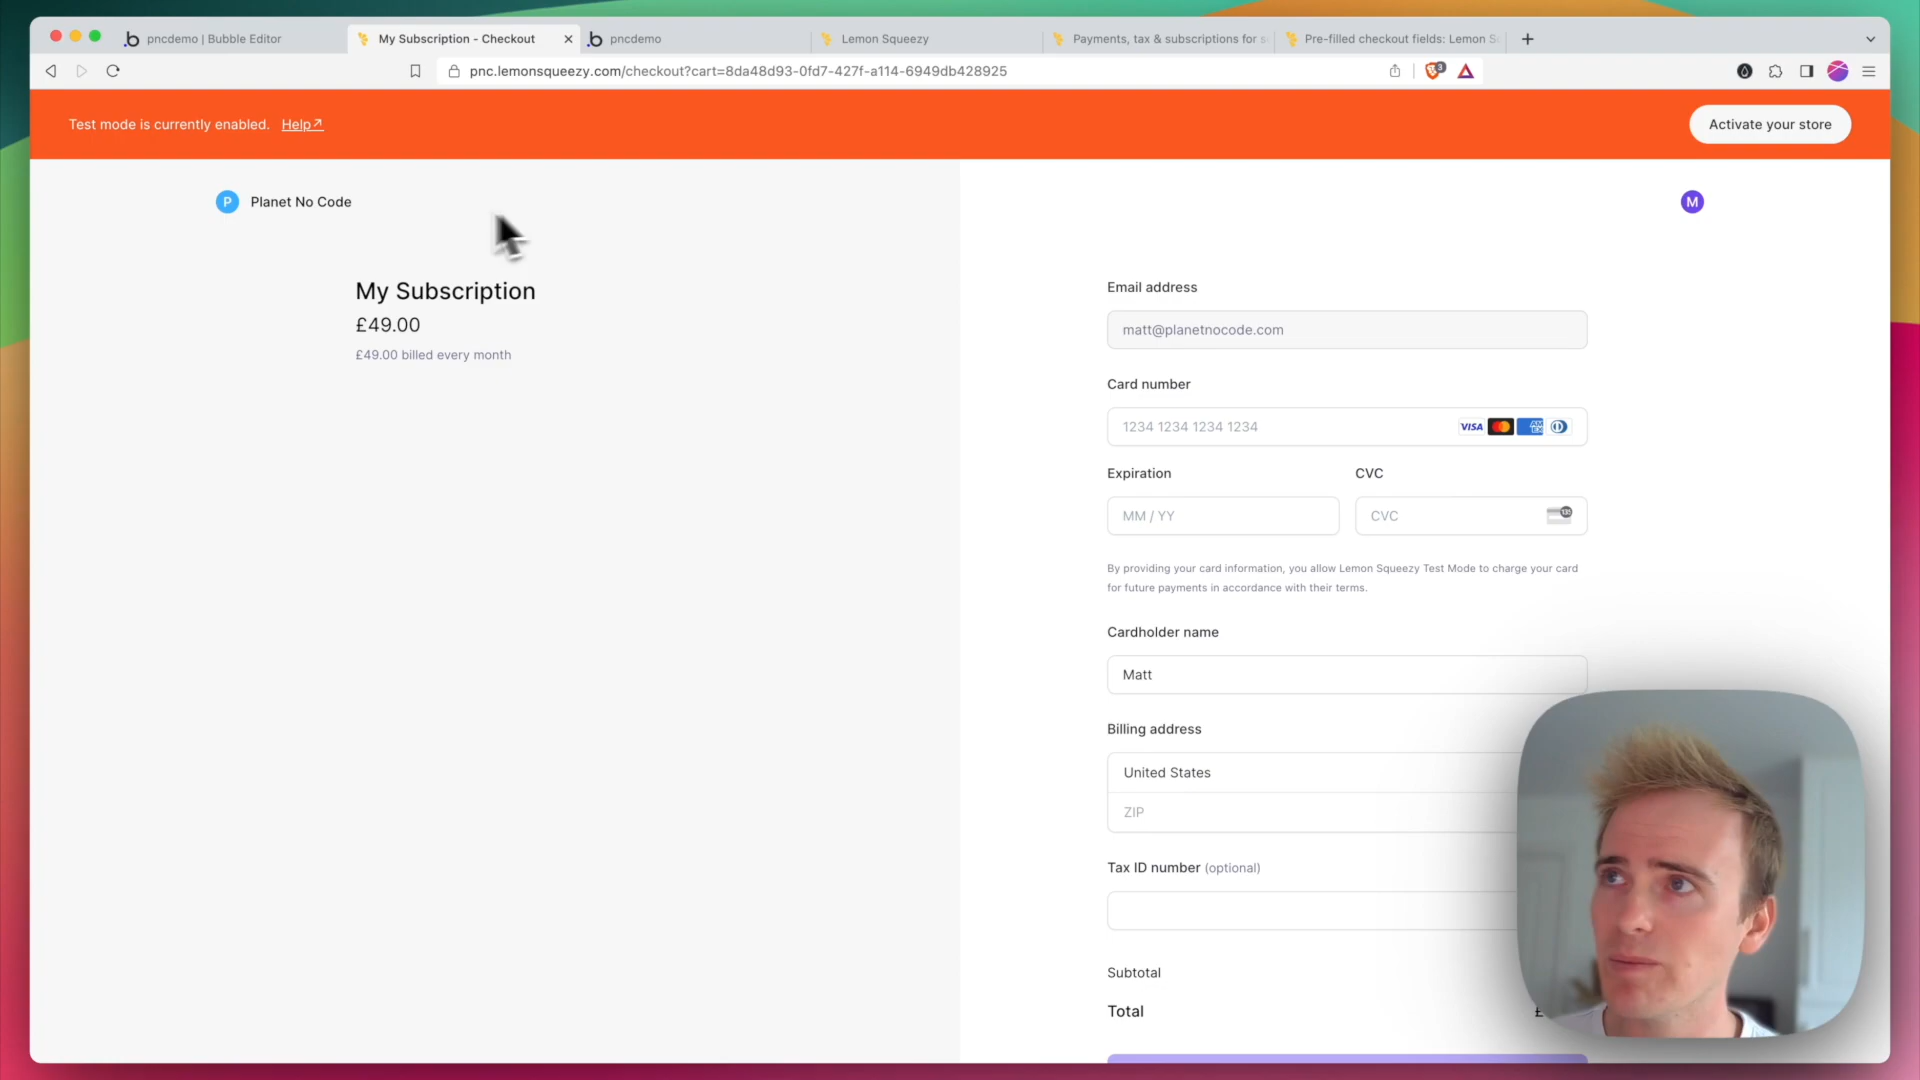 pncdemo | Bubble Editor
My Subscription - Checkout
pncdemo
Lemon Squeezy
Payments, tax & subscriptions for s
Pre-filled checkout fields: Lemon S
pnc.lemonsqueezy.com/checkout?cart=8da48d93-0fd7-427f-a114-6949db428925
3
Test mode is currently enabled. Help
Activate your store
P Planet No Code
M
My Subscription
£49.00
£49.00 billed every month
Email address
matt@planetnocode.com
Card number
1234 1234 1234 1234
VISA
Expiration
CVC
MM / YY
CVC
By providing your card information, you allow Lemon Squeezy Test Mode to charge your card
for future payments in accordance with their terms.
Cardholder name
Matt
Billing address
United States
ZIP
Tax ID number (optional)
Subtotal
Total
£